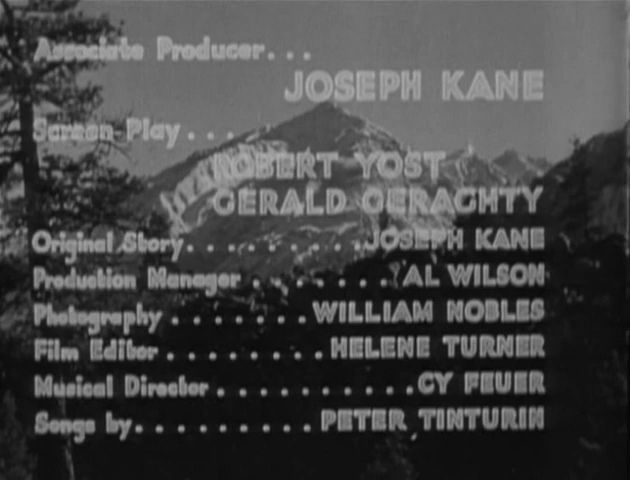 Associate Producer...
JOSEPH KANE
Screen Play...
ROBERT YOST
GERALD GERAGHTY
Original Story.........JOSEPH KANE
Production Manager.......AL WILSON
Photography.......WILLIAM NOBLES
Film Editor........HELENE TURNER
Musical Director..........CY FEUER
Songs by.........PETER TINTURIN